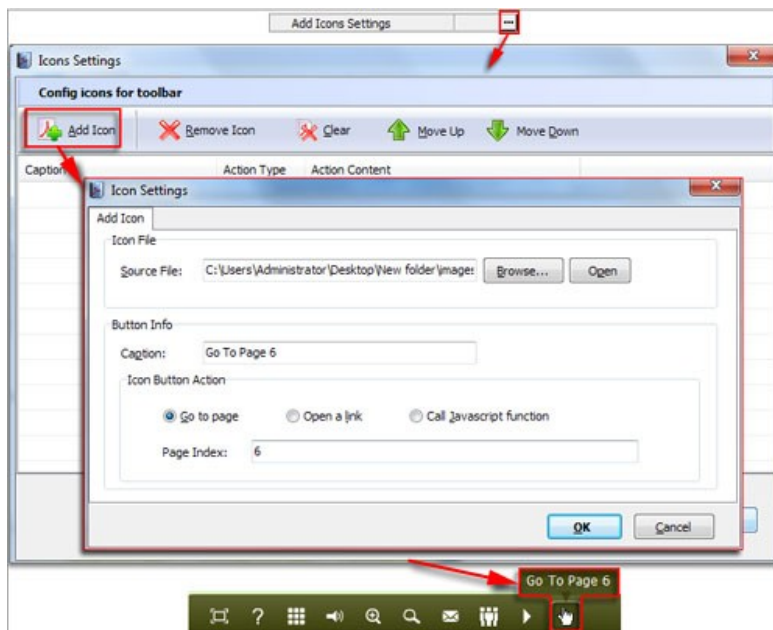 Add Icons Settings
Icons Settings
Config icons for toolbar
Add Icon Remove Icon Clear Move Up Move Down
Caption Action Type Action Content
Icon Settings
Add Icon
Icon File
Source File: C:\Users\Administrator\Desktop\New folder\images Browse... Open
Button Info
Caption: Go To Page 6
Icon Button Action
Go to page Open a link Call Javascript function
Page Index: 6
OK Cancel
Go To Page 6